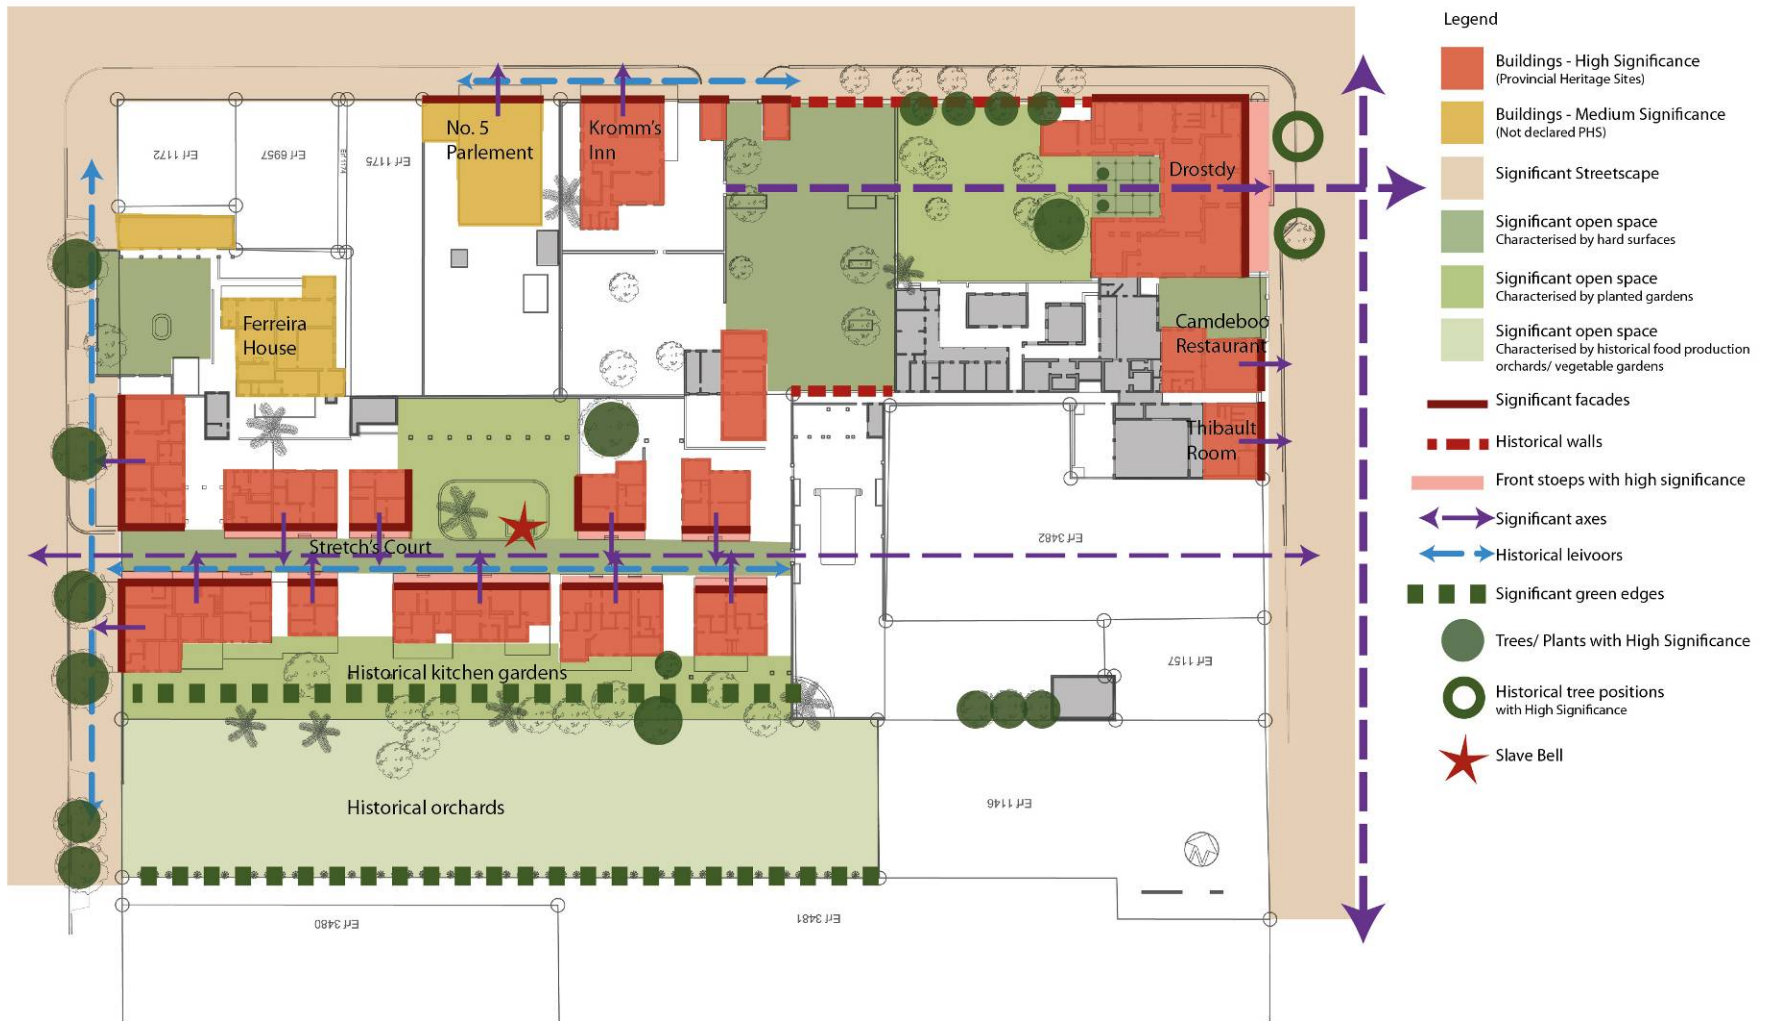 Legend
Buildings - High Significance
(Provincial Heritage Sites)
Buildings - Medium Significance
(Not declared PHS)
Significant Streetscape
Significant open space
Characterised by hard surfaces
Significant open space
Characterised by planted gardens
Significant open space
Characterised by historical food production
orchards/ vegetable gardens
Significant facades
Historical walls
Front stoeps with high significance
Significant axes
Historical leivoors
Significant green edges
Trees/ Plants with High Significance
Historical tree positions
with High Significance
Slave Bell
No. 5
Parlement
Kromm's
Inn
Drostdy
Erf 1172
Erf 6957
Erf 1174
Erf 1175
Ferreira
House
Camdeboo
Restaurant
Thibault
Room
Stretch's Court
Erf 3482
Historical kitchen gardens
Erf 1157
Historical orchards
Erf 1146
Erf 3480
Erf 3481